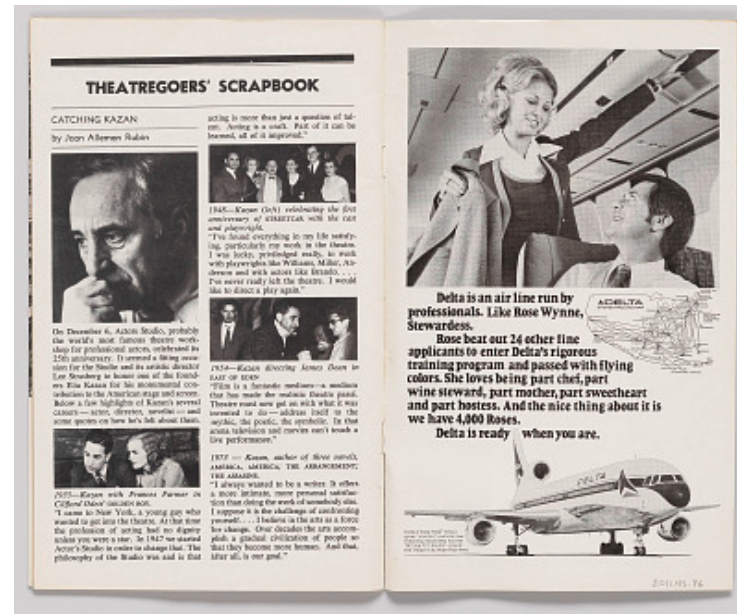 THEATREGOERS' SCRAPBOOK
CATCHING KAZAN
by Joan Alleman Rubin
On December 6, Actors Studio, probably
the world's most famous theatre work-
shop for professional actors, celebrated its
25th anniversary. It seemed a fitting occa-
sion for the Studio and its artistic director
Lee Strasberg to honor one of the found-
ers Elia Kazan for his monumental con-
tribution to the American stage and screen.
Below a few highlights of Kazan's several
careers — actor, director, novelist — and
some quotes on how he's felt about them.
1935—Kazan with Frances Farmer in
Clifford Odets' GOLDEN BOY.
"I came to New York, a young guy who
wanted to get into the theatre. At that time
the profession of acting had no dignity
unless you were a star. In 1947 we started
Actor's Studio in order to change that. The
philosophy of the Studio was and is that
acting is more than just a question of tal-
ent. Acting is a craft. Part of it can be
learned, all of it improved."
1948—Kazan (left) celebrating the first
anniversary of STREETCAR with the cast
and playwright.
"I've found everything in my life satisfy-
ing, particularly my work in the theatre.
I was lucky, priviledged really, to work
with playwrights like Williams, Miller, An-
derson and with actors like Brando. . . .
I've never really left the theatre. I would
like to direct a play again."
1954—Kazan directing James Dean in
EAST OF EDEN
"Film is a fantastic medium—a medium
that has made the realistic theatre passé.
Theatre must now get on with what it was
invented to do — address itself to the
mythic, the poetic, the symbolic. In that
arena television and movies can't touch a
live performance."
1973 — Kazan, author of three novels,
AMERICA, AMERICA; THE ARRANGEMENT;
THE ASSASSINS.
"I always wanted to be a writer. It offers
a more intimate, more personal satisfac-
tion than doing the work of somebody else.
I suppose it is the challenge of confronting
yourself. . . . I believe in the arts as a force
for change. Over decades the arts accom-
plish a gradual civilization of people so
that they become more human. And that,
after all, is our goal."
Delta is an air line run by
professionals. Like Rose Wynne,
Stewardess.
Rose beat out 24 other fine
applicants to enter Delta's rigorous
training program and passed with flying
colors. She loves being part chef, part
wine steward, part mother, part sweetheart
and part hostess. And the nice thing about it is
we have 4,000 Roses.
Delta is ready when you are.
DELTA
DELTA
2011.45.76